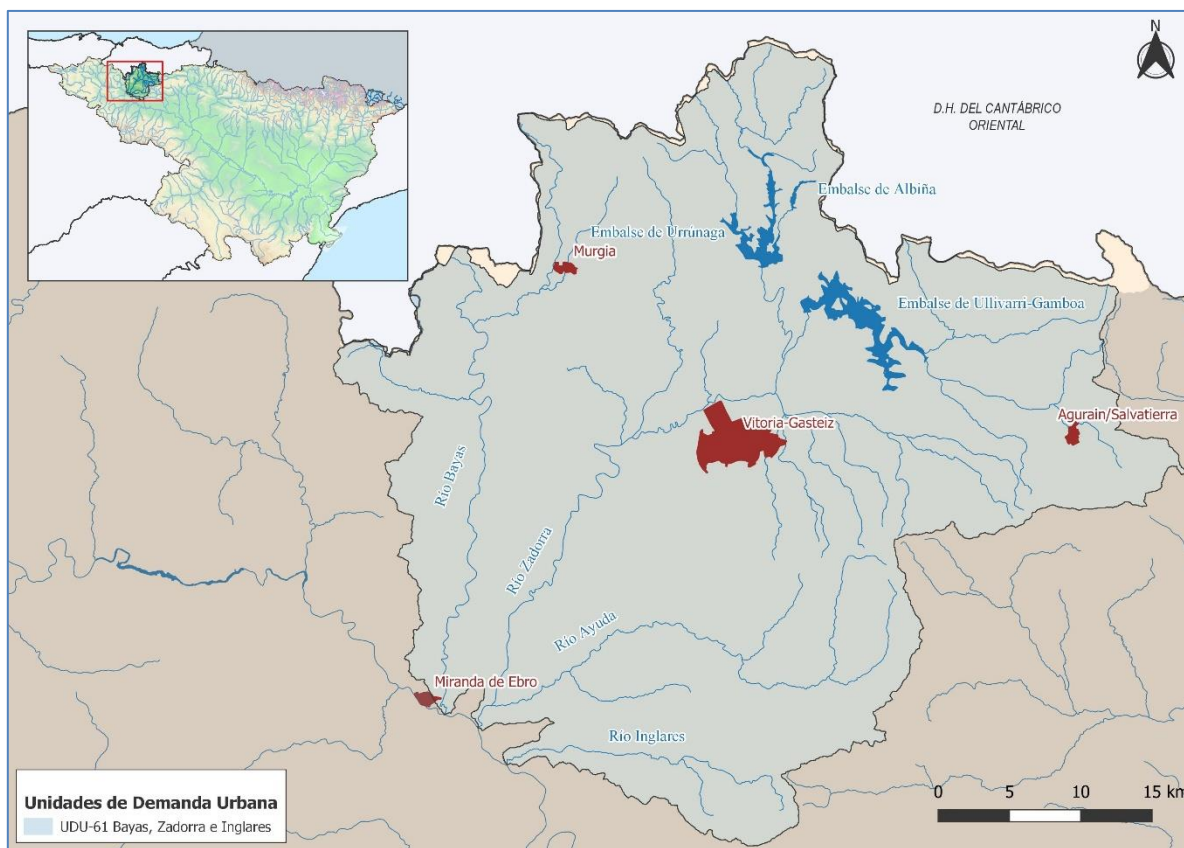 N
D.H. DEL CANTÁBRICO
ORIENTAL
Embalse de Albiña
Embalse de Urrúnaga
Murgia
Embalse de Ullivarri-Gamboa
Agurain/Salvatierra
Vitoria-Gasteiz
Río Bayas
Río Zadorra
Río Ayuda
Miranda de Ebro
Río Inglares
Unidades de Demanda Urbana
UDU-61 Bayas, Zadorra e Inglares
0 5 10 15 km